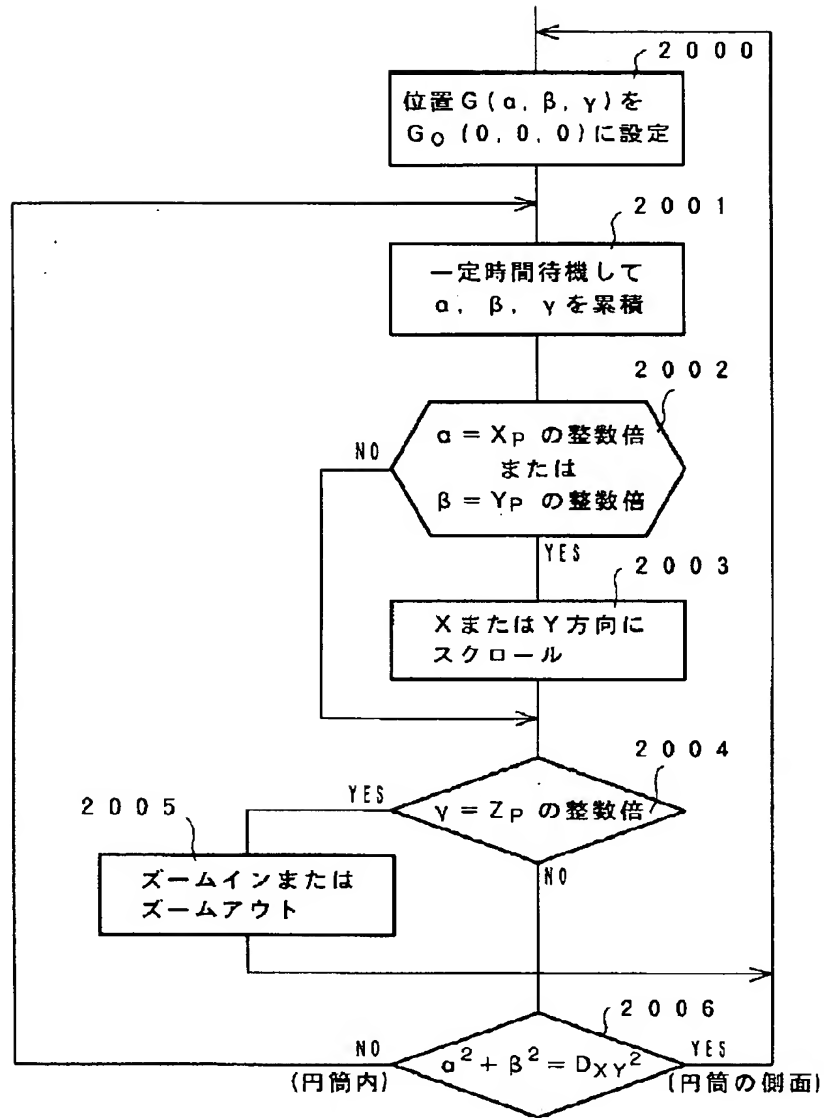 2000
位置G(α, β, γ)を
G0 (0, 0, 0)に設定
2001
一定時間待機して
α, β, γを累積
2002
α = XP の整数倍
または
β = YP の整数倍
NO
YES
2003
XまたはY方向に
スクロール
2004
γ = ZP の整数倍
YES
NO
2005
ズームインまたは
ズームアウト
2006
α² + β² = DXY²
NO
(円筒内)
YES
(円筒の側面)